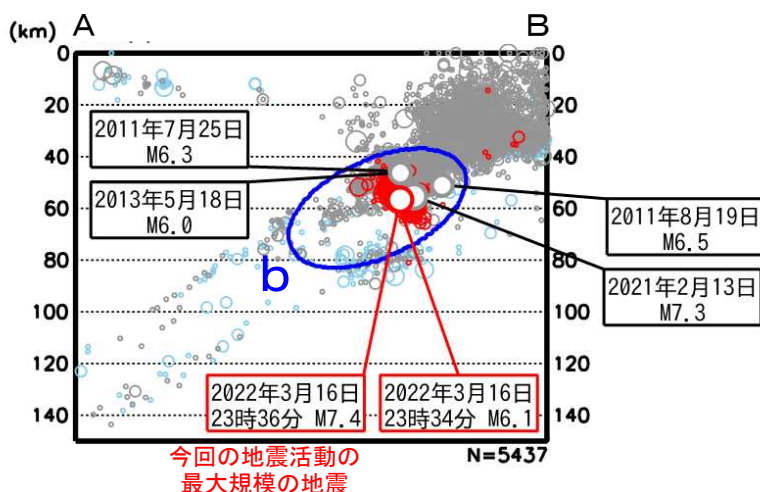 (km) A B
0 0
20 20
40 40
60 60
80 80
100 100
120 120
140 140
2011年7月25日
M6.3
2013年5月18日
M6.0
2011年8月19日
M6.5
2021年2月13日
M7.3
b
2022年3月16日
23時36分 M7.4
2022年3月16日
23時34分 M6.1
今回の地震活動の
最大規模の地震
N=5437